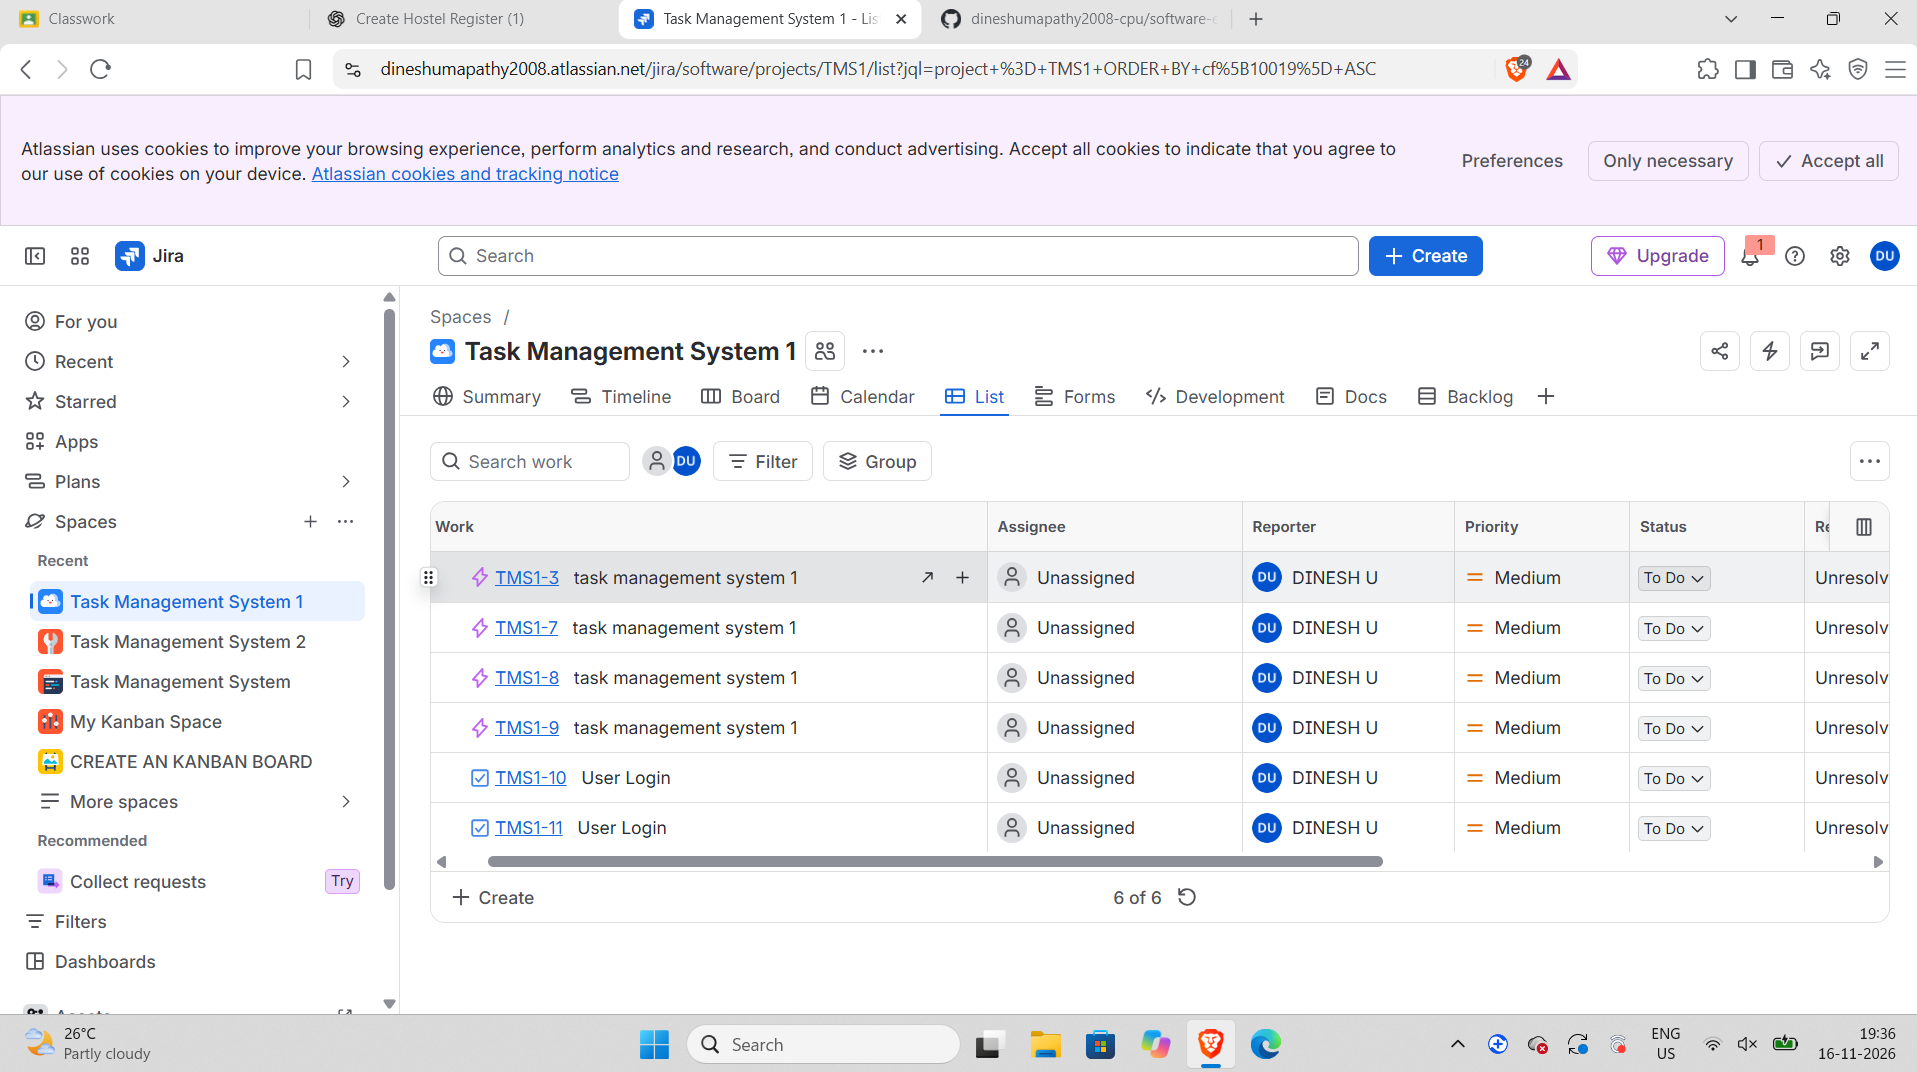 Classwork
Create Hostel Register (1)
Task Management System 1 - Lis
dineshumapathy2008-cpu/software-e
dineshumapathy2008.atlassian.net/jira/software/projects/TMS1/list?jql=project+%3D+TMS1+ORDER+BY+cf%5B10019%5D+ASC
24
Atlassian uses cookies to improve your browsing experience, perform analytics and research, and conduct advertising. Accept all cookies to indicate that you agree to
our use of cookies on your device. Atlassian cookies and tracking notice
Preferences
Only necessary
Accept all
Jira
Search
Create
Upgrade
1
DU
For you
Recent
Starred
Apps
Plans
Spaces
Recent
Task Management System 1
Task Management System 2
Task Management System
My Kanban Space
CREATE AN KANBAN BOARD
More spaces
Recommended
Collect requests
Try
Filters
Dashboards
Spaces /
Task Management System 1
Summary
Timeline
Board
Calendar
List
Forms
Development
Docs
Backlog
Search work
DU
Filter
Group
Work Assignee Reporter Priority Status Re
TMS1-3 task management system 1 Unassigned DU DINESH U Medium To Do Unresolv
TMS1-7 task management system 1 Unassigned DU DINESH U Medium To Do Unresolv
TMS1-8 task management system 1 Unassigned DU DINESH U Medium To Do Unresolv
TMS1-9 task management system 1 Unassigned DU DINESH U Medium To Do Unresolv
TMS1-10 User Login Unassigned DU DINESH U Medium To Do Unresolv
TMS1-11 User Login Unassigned DU DINESH U Medium To Do Unresolv
Create
6 of 6
26°C
Partly cloudy
Search
ENG
US
19:36
16-11-2026